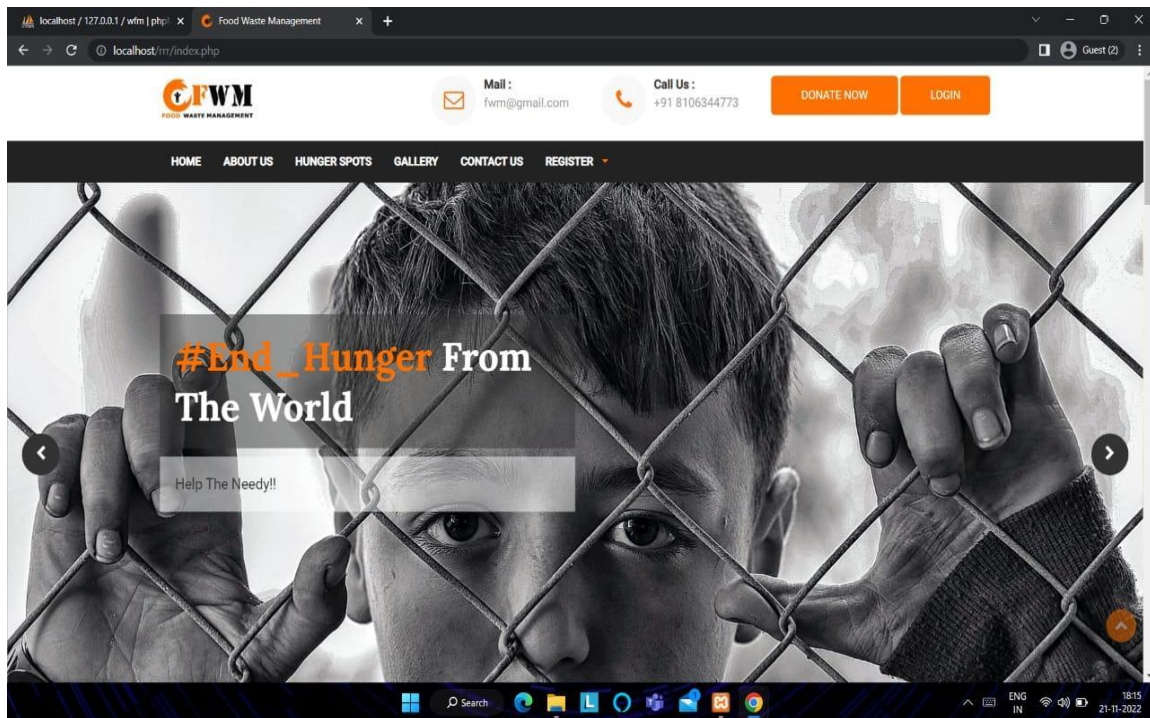 localhost / 127.0.0.1 / wfm | php
Food Waste Management
localhost/rrr/index.php
Guest (2)
FWM
FOOD WASTE MANAGEMENT
Mail :
fwm@gmail.com
Call Us :
+91 8106344773
DONATE NOW
LOGIN
HOME
ABOUT US
HUNGER SPOTS
GALLERY
CONTACT US
REGISTER
#End_Hunger From
The World
Help The Needy!!
Search
ENG
IN
18:15
21-11-2022